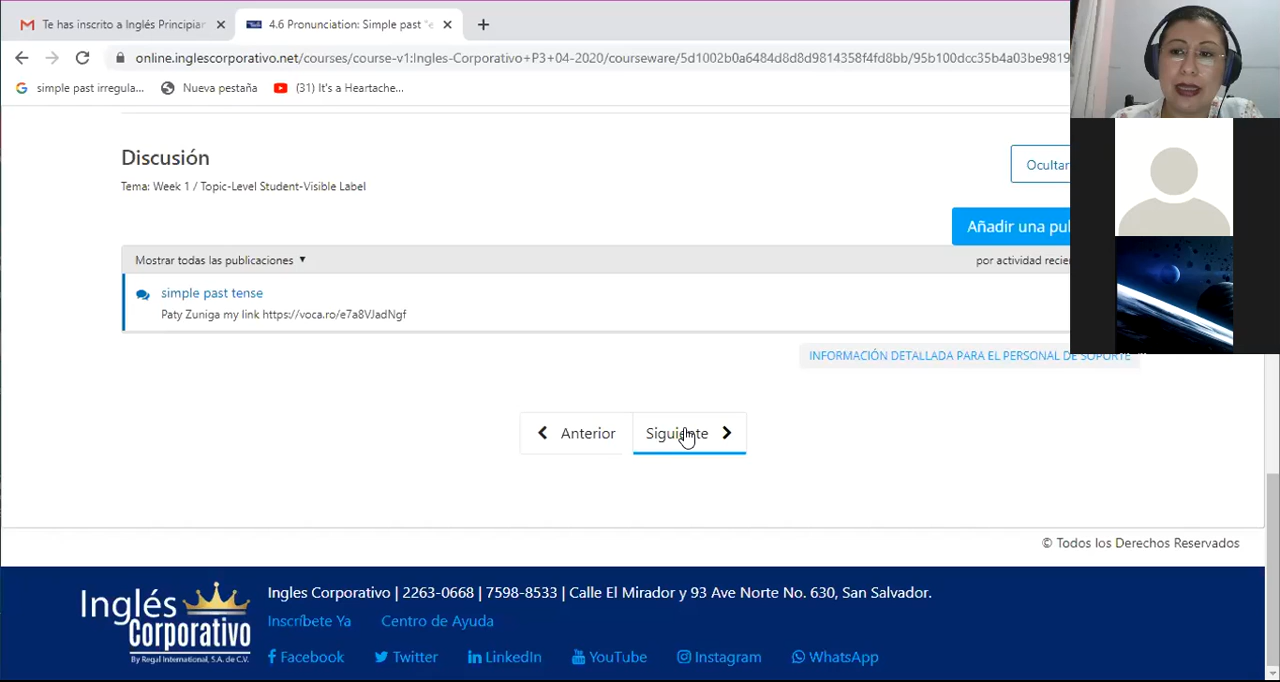 Te has inscrito a Inglés Principiar
4.6 Pronunciation: Simple past "e
online.inglescorporativo.net/courses/course-v1:Ingles-Corporativo+P3+04-2020/courseware/5d1002b0a6484d8d8d9814358f4fd8bb/95b100dcc35b4a03be9819
simple past irregula...
Nueva pestaña
(31) It's a Heartache...
Discusión
Ocultar
Tema: Week 1 / Topic-Level Student-Visible Label
Añadir una pul
Mostrar todas las publicaciones
por actividad recien
simple past tense
Paty Zuniga my link https://voca.ro/e7a8VJadNgf
INFORMACIÓN DETALLADA PARA EL PERSONAL DE SOPORTE
Anterior
Siguiente
© Todos los Derechos Reservados
Inglés Corporativo
By Regal International, S.A. de C.V.
Ingles Corporativo | 2263-0668 | 7598-8533 | Calle El Mirador y 93 Ave Norte No. 630, San Salvador.
Inscríbete Ya
Centro de Ayuda
Facebook
Twitter
LinkedIn
YouTube
Instagram
WhatsApp